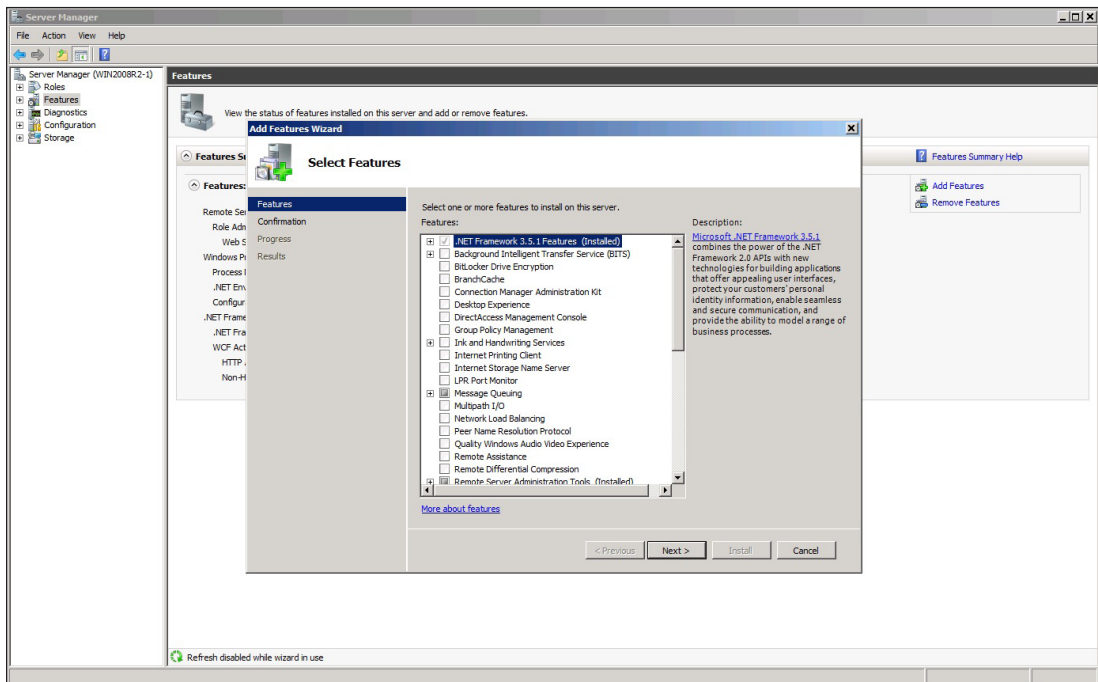 Server Manager
File Action View Help
Server Manager (WIN2008R2-1)
Roles
Features
Diagnostics
Configuration
Storage
Features
View the status of features installed on this server and add or remove features.
Features
Features Summary Help
Features:
Add Features
Remove Features
Remote
Role
Web
Windows
Process
.NET
.NET
.NET
WCF
HTTP
Add Features Wizard
Select Features
Features
Confirmation
Progress
Results
Select one or more features to install on this server.
Features:
.NET Framework 3.5.1 Features (Installed)
Background Intelligent Transfer Service (BITS)
BitLocker Drive Encryption
BranchCache
Connection Manager Administration Kit
Desktop Experience
DirectAccess Management Console
Group Policy Management
Ink and Handwriting Services
Internet Printing Client
Internet Storage Name Server
LPR Port Monitor
Message Queuing
Multipath I/O
Network Load Balancing
Peer Name Resolution Protocol
Quality Windows Audio Video Experience
Remote Assistance
Remote Differential Compression
Remote Server Administration Tools (Installed)
Description:
Microsoft .NET Framework 3.5.1
combines the power of the .NET
Framework 2.0 APIs with new
technologies for building applications
that offer appealing user interfaces,
protect your customers' personal
identity information, enable seamless
and secure communication, and
provide the ability to model a range of
business processes.
More about features
< Previous Next > Install Cancel
Refresh disabled while wizard in use